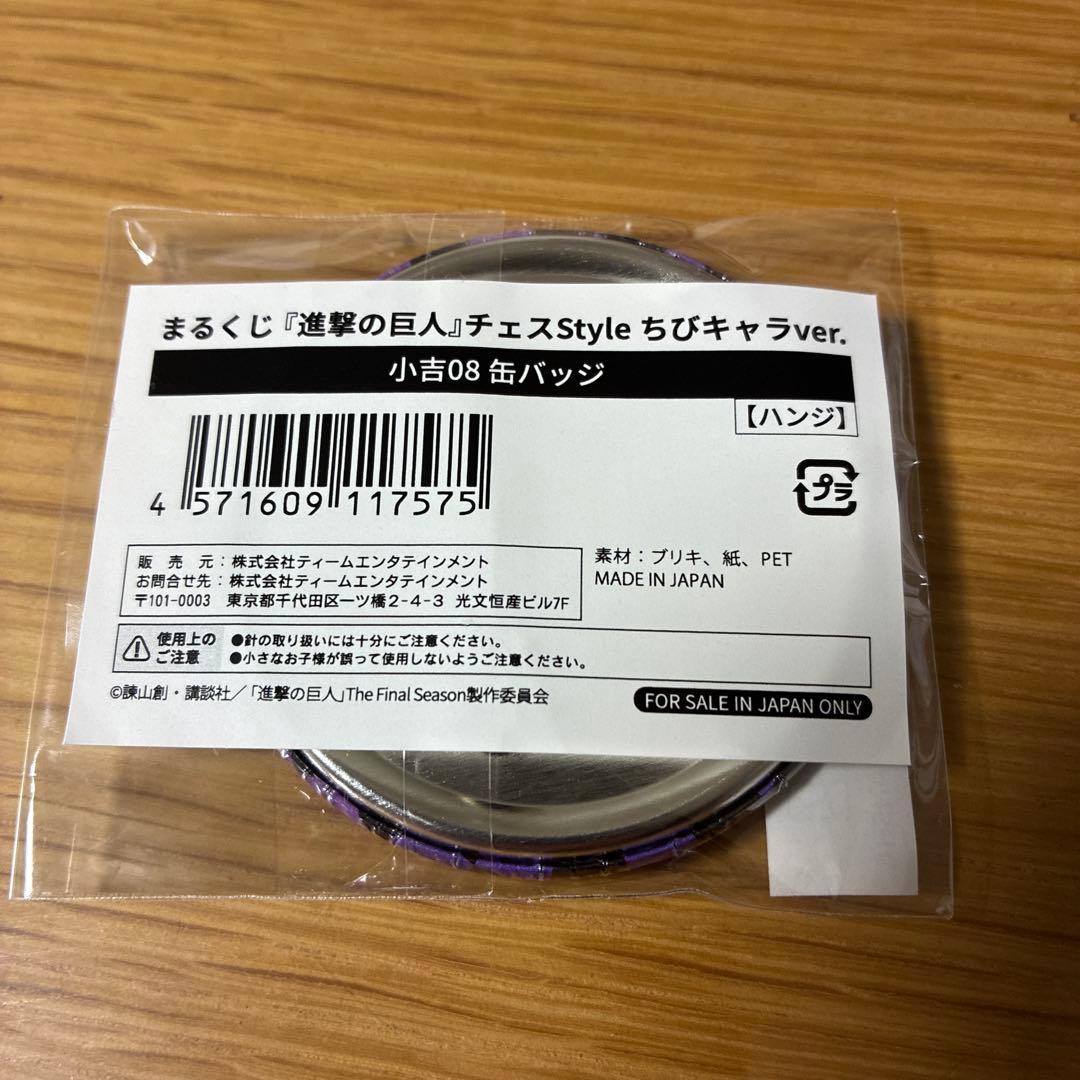 まるくじ『進撃の巨人』チェスStyle ちびキャラver.
小吉08 缶バッジ
【ハンジ】
4 571609 117575
プラ
販 売 元：株式会社ティームエンタテインメント
お問合せ先：株式会社ティームエンタテインメント
〒101-0003 東京都千代田区一ツ橋2-4-3 光文恒産ビル7F
素材：ブリキ、紙、PET
MADE IN JAPAN
使用上の
ご注意
●針の取り扱いには十分にご注意ください。
●小さなお子様が誤って使用しないようご注意ください。
©諫山創・講談社／「進撃の巨人」The Final Season製作委員会
FOR SALE IN JAPAN ONLY